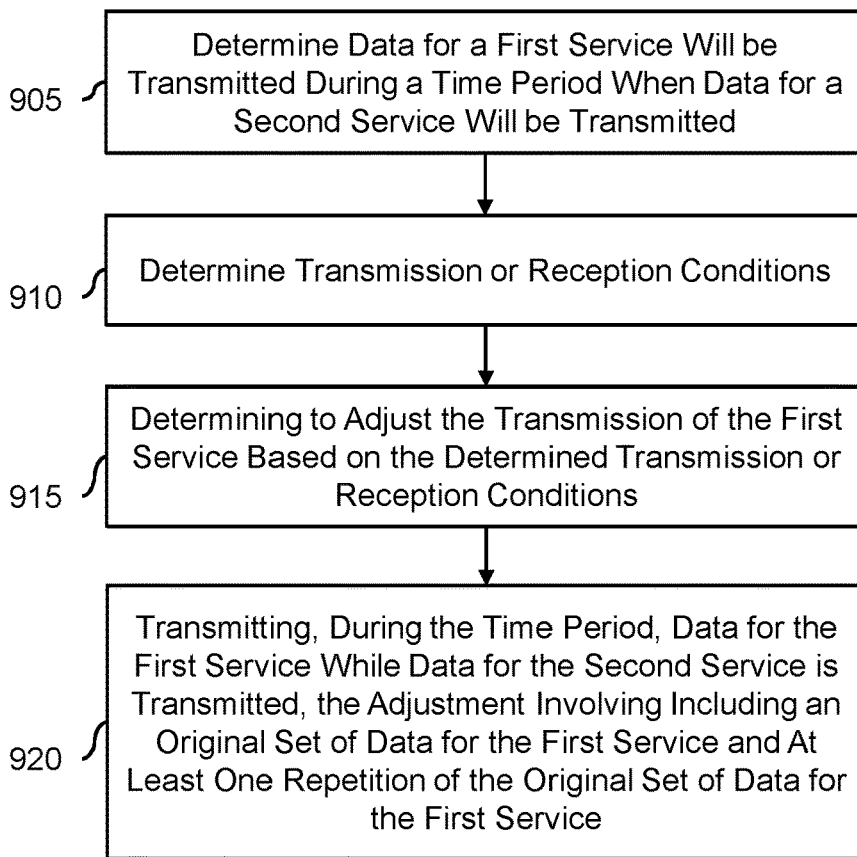 Determine Data for a First Service Will be
Transmitted During a Time Period When Data for a
Second Service Will be Transmitted
905
Determine Transmission or Reception Conditions
910
Determining to Adjust the Transmission of the First
Service Based on the Determined Transmission or
Reception Conditions
915
Transmitting, During the Time Period, Data for the
First Service While Data for the Second Service is
Transmitted, the Adjustment Involving Including an
Original Set of Data for the First Service and At
Least One Repetition of the Original Set of Data for
the First Service
920